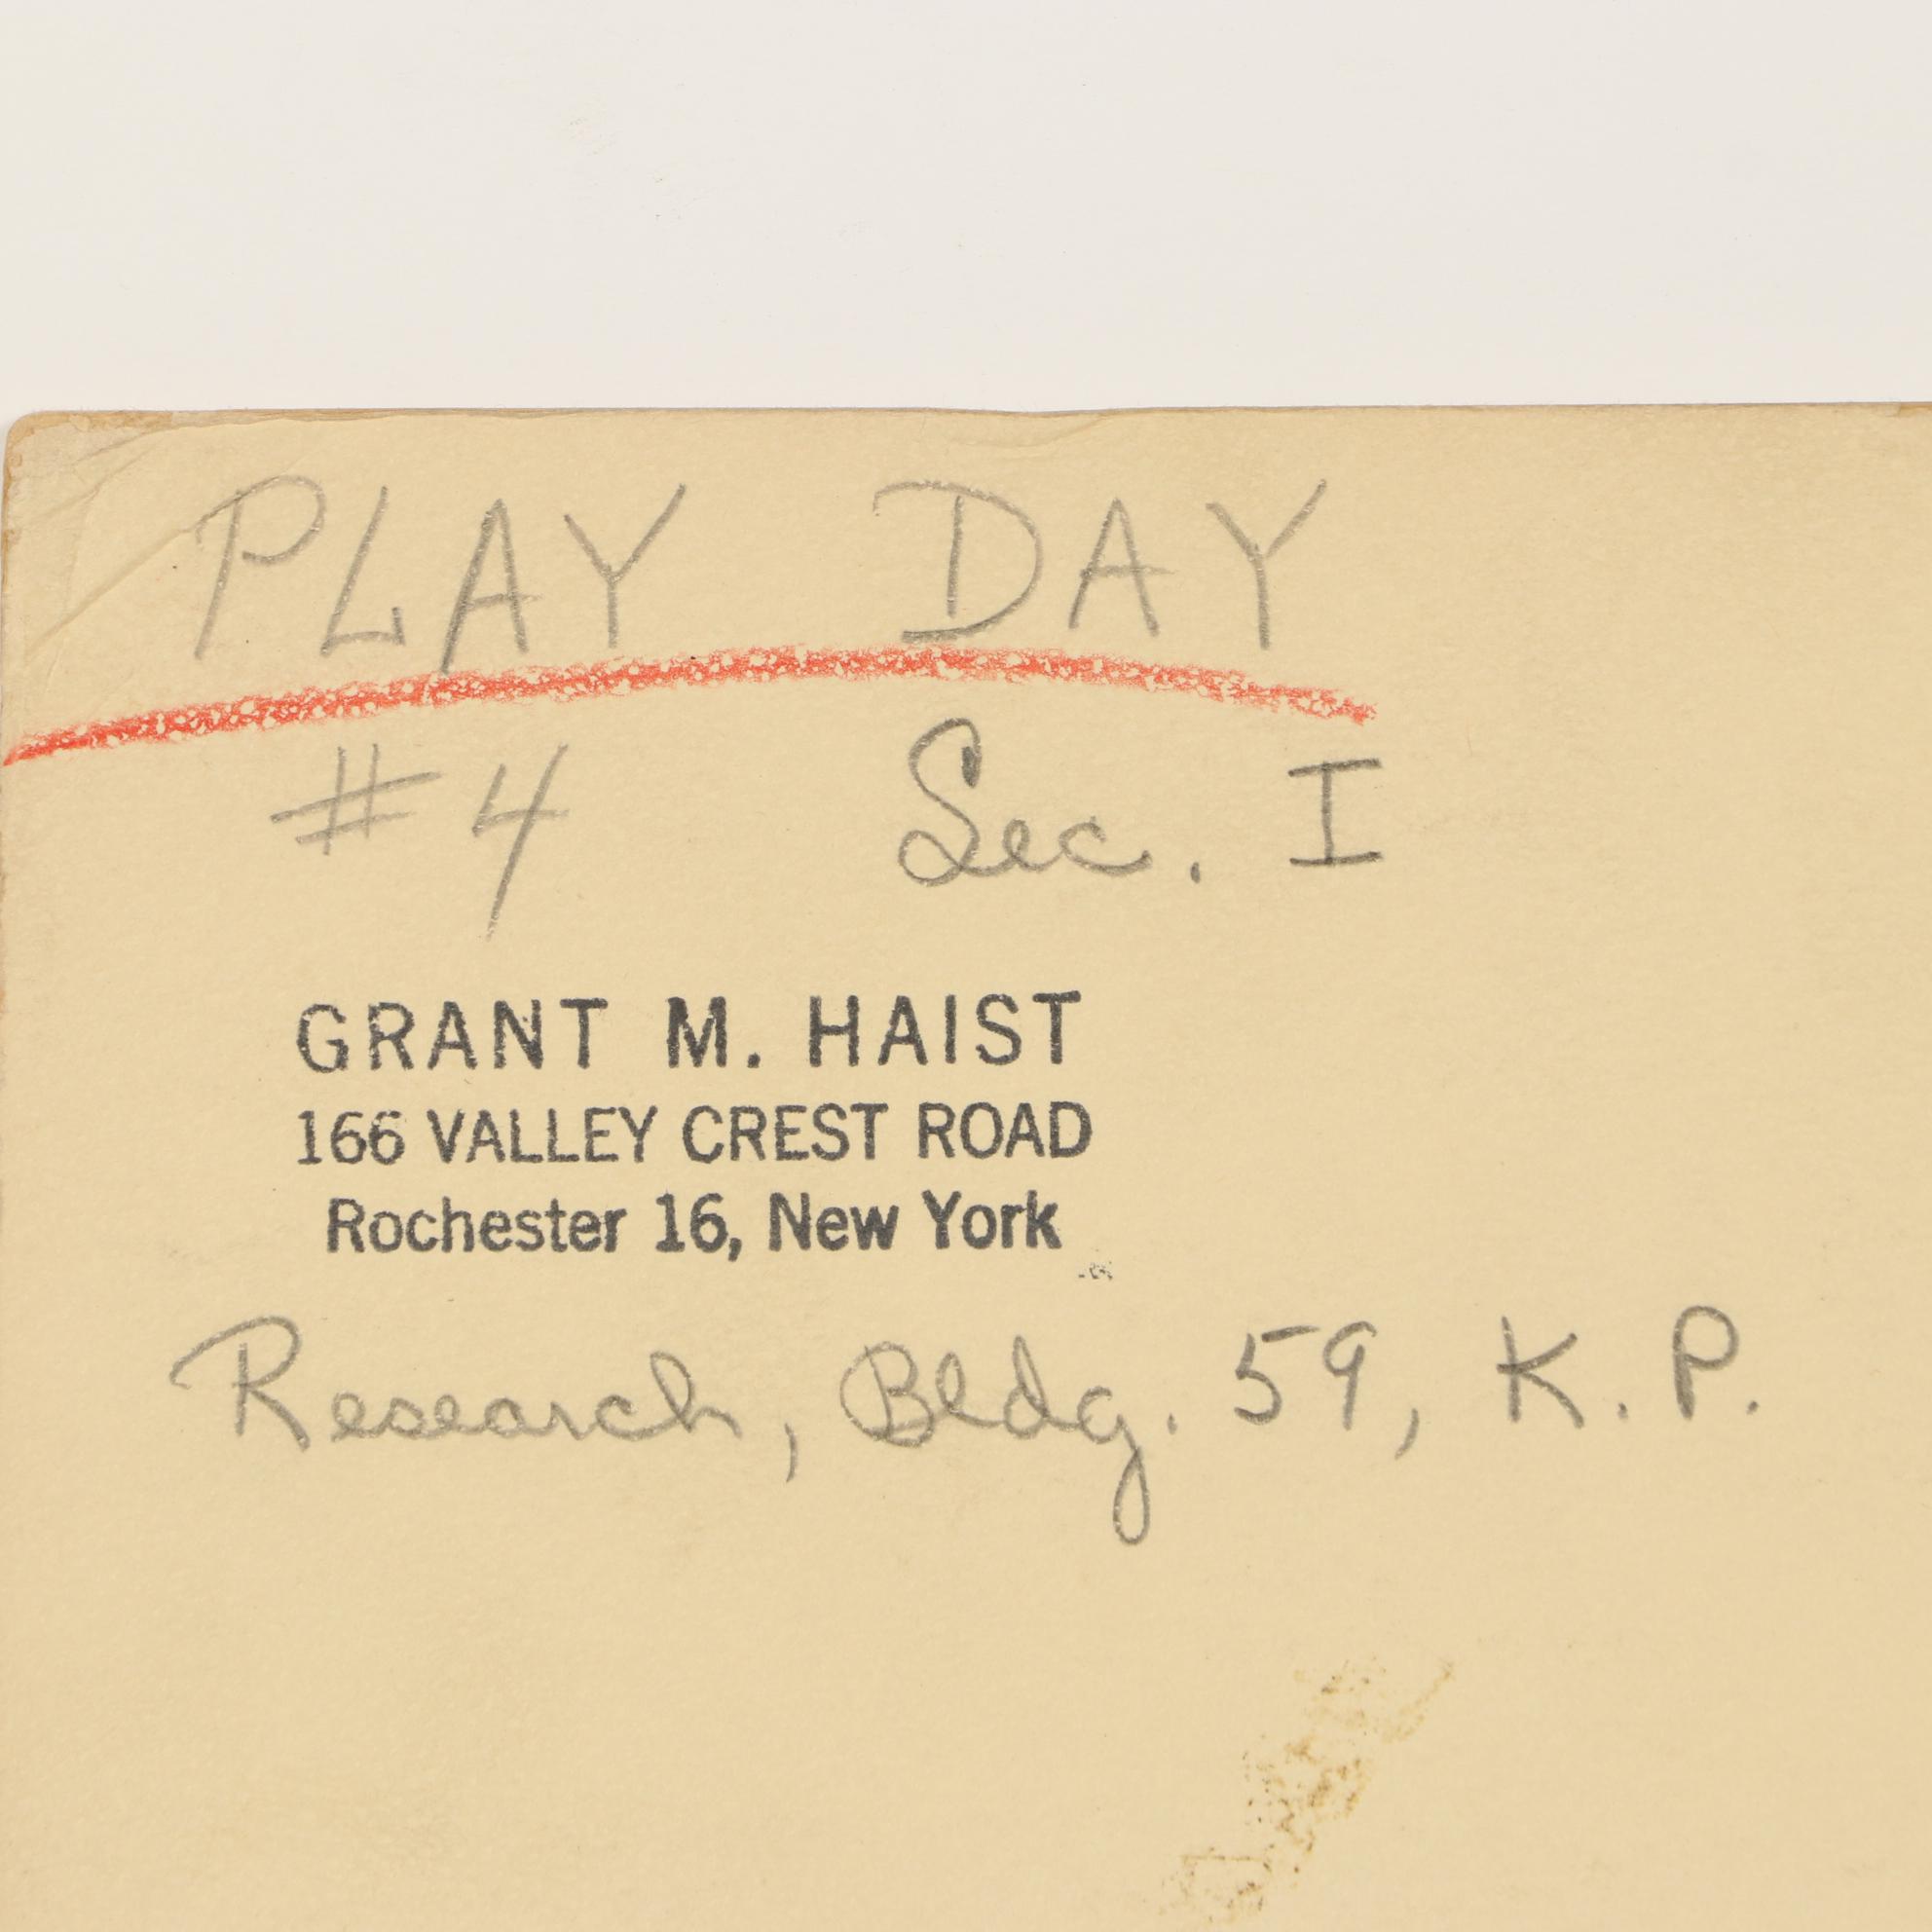 PLAY DAY
#4 Sec. I
GRANT M. HAIST
166 VALLEY CREST ROAD
Rochester 16, New York
Research, Bldg. 59, K. P.